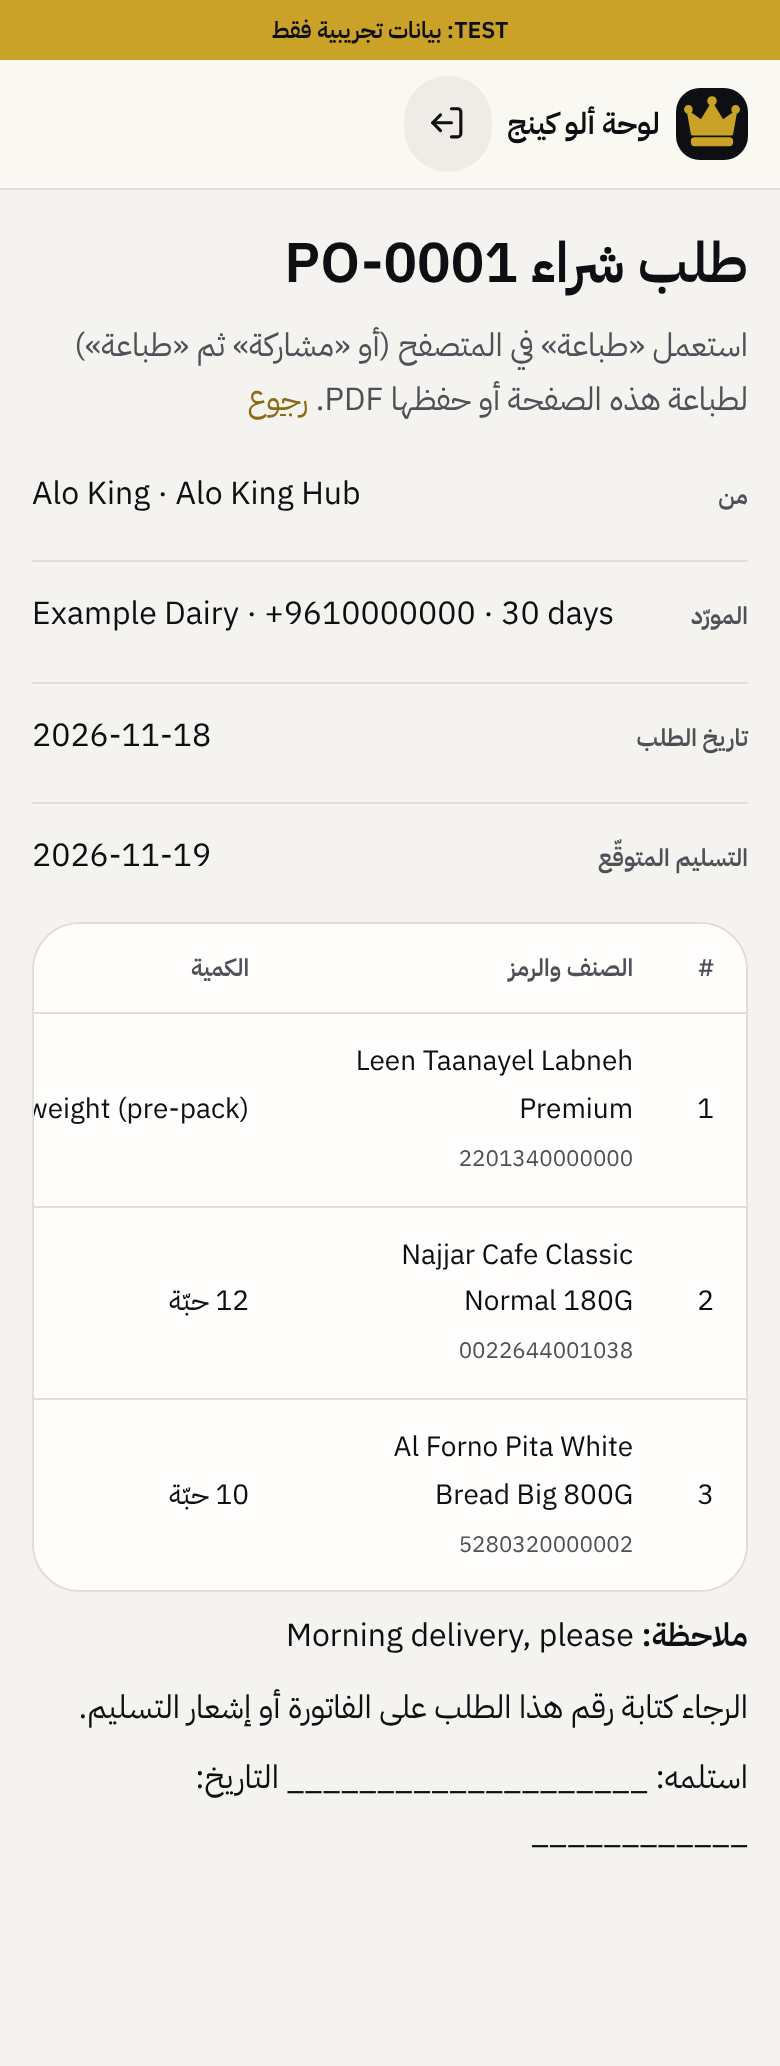 TEST: بيانات تجريبية فقط
لوحة ألو كينج
طلب شراء PO-0001
استعمل «طباعة» في المتصفح (أو «مشاركة» ثم «طباعة»)
لطباعة هذه الصفحة أو حفظها PDF. رجوع
من Alo King · Alo King Hub
المورّد Example Dairy · +9610000000 · 30 days
تاريخ الطلب 2026-11-18
التسليم المتوقّع 2026-11-19
# الصنف والرمز الكمية
Leen Taanayel Labneh
1 Premium weight (pre-pack)
2201340000000
Najjar Cafe Classic
2 Normal 180G 12 حبّة
0022644001038
Al Forno Pita White
3 Bread Big 800G 10 حبّة
5280320000002
ملاحظة: Morning delivery, please
الرجاء كتابة رقم هذا الطلب على الفاتورة أو إشعار التسليم.
استلمه: ____________________ التاريخ:
____________